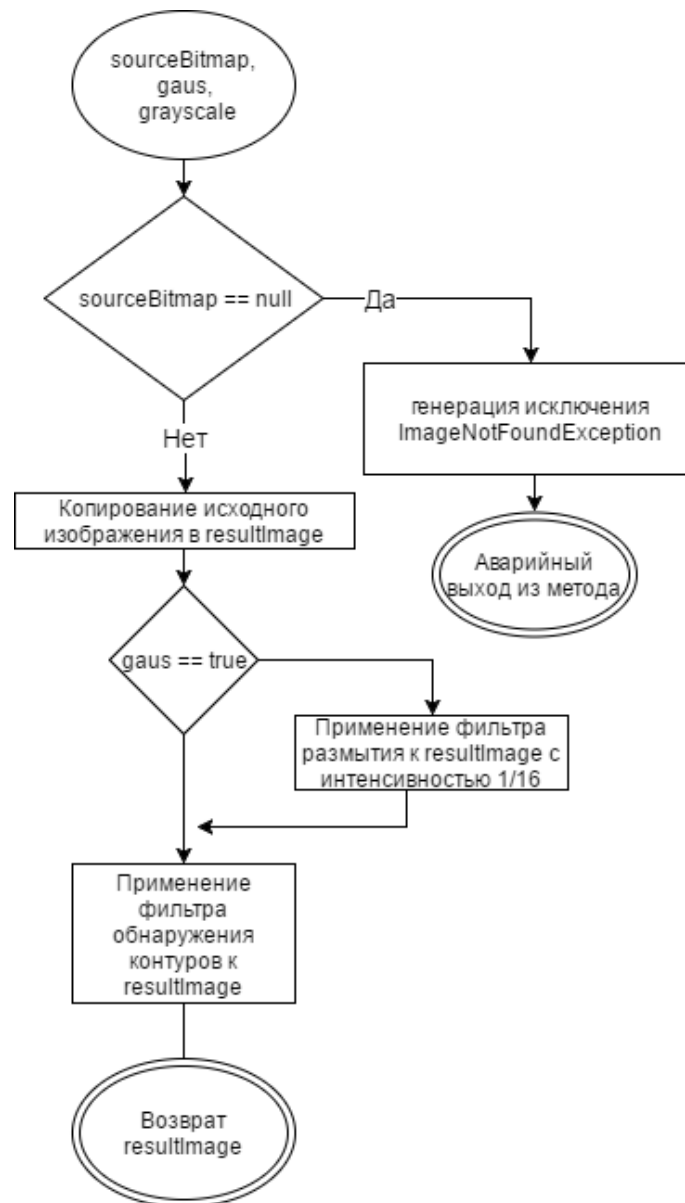 sourceBitmap,
gaus,
grayscale
sourceBitmap == null
Да
генерация исключения
ImageNotFoundException
Нет
Копирование исходного
изображения в resultImage
Аварийный
выход из метода
gaus == true
Применение фильтра
размытия к resultImage с
интенсивностью 1/16
Применение
фильтра
обнаружения
контуров к
resultImage
Возврат
resultImage